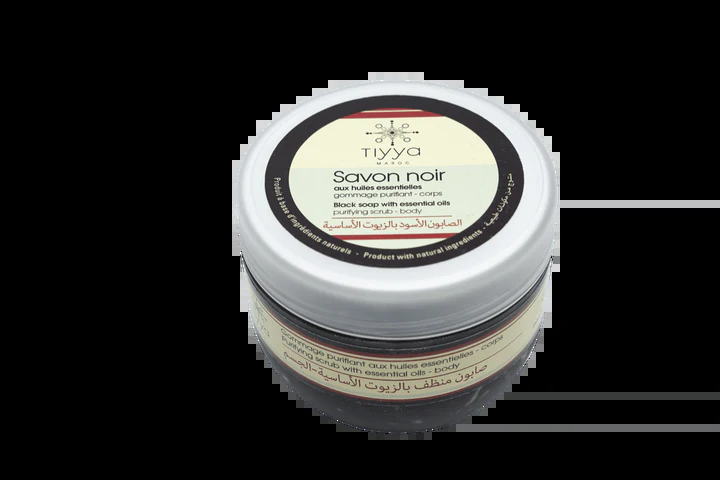 TIYYA
MAROC
Savon noir
aux huiles essentielles
gommage purifiant - corps
Black soap with essential oils
purifying scrub - body
الصابون الأسود بالزيوت الأساسية
Produit à base d'ingrédients naturels - Product with natural ingredients -
Gommage purifiant aux huiles essentielles - corps
Purifying scrub with essential oils - body
صابون منظف بالزيوت الأساسية-الجسم